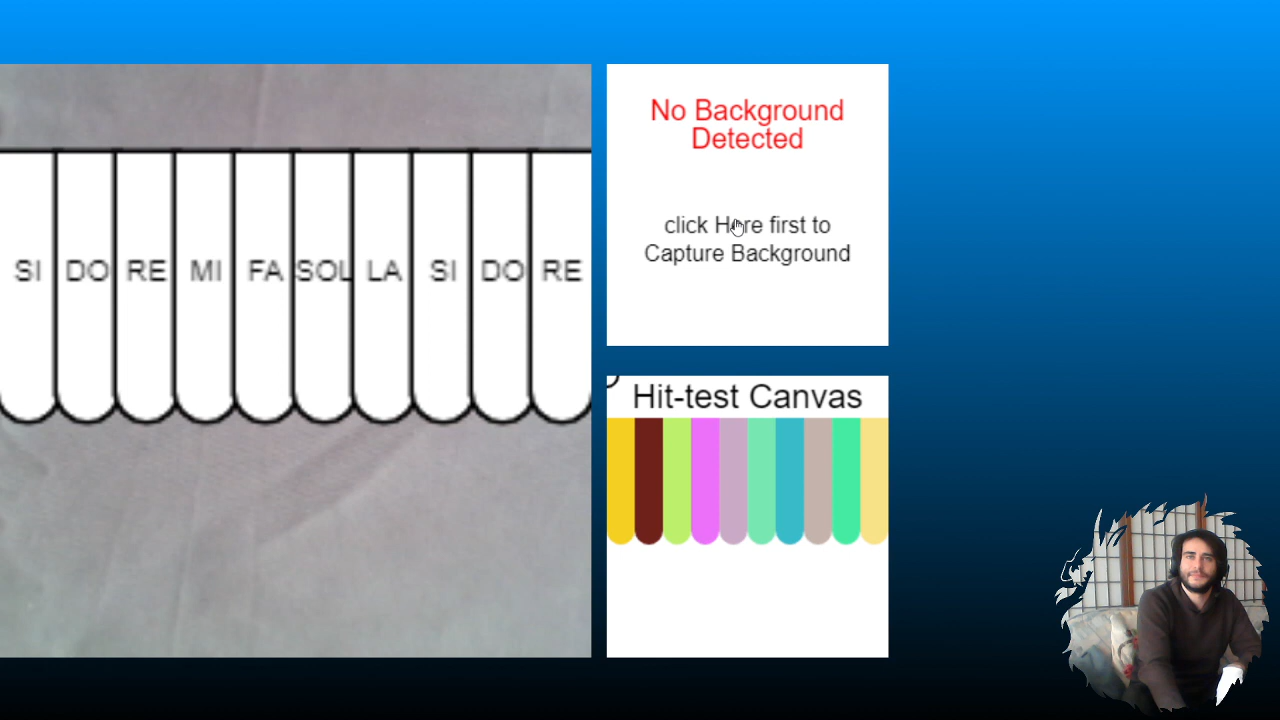 SI DO RE MI FA SOL LA SI DO RE
No Background
Detected
click Here first to
Capture Background
Hit-test Canvas